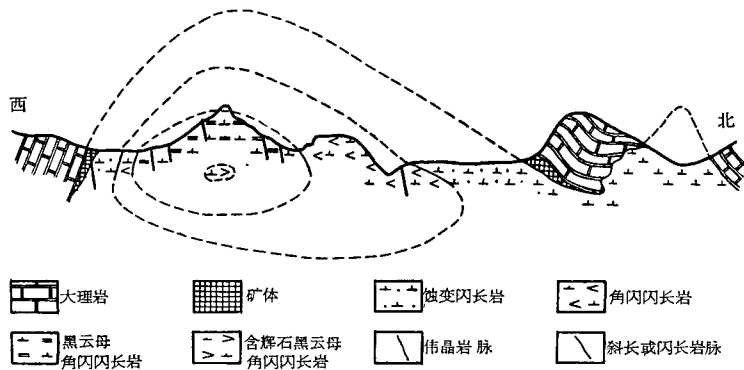 西
北
大理岩
矿体
蚀变闪长岩
角闪闪长岩
黑云母
角闪闪长岩
含辉石黑云母
角闪闪长岩
伟晶岩 脉
斜长或闪长岩脉